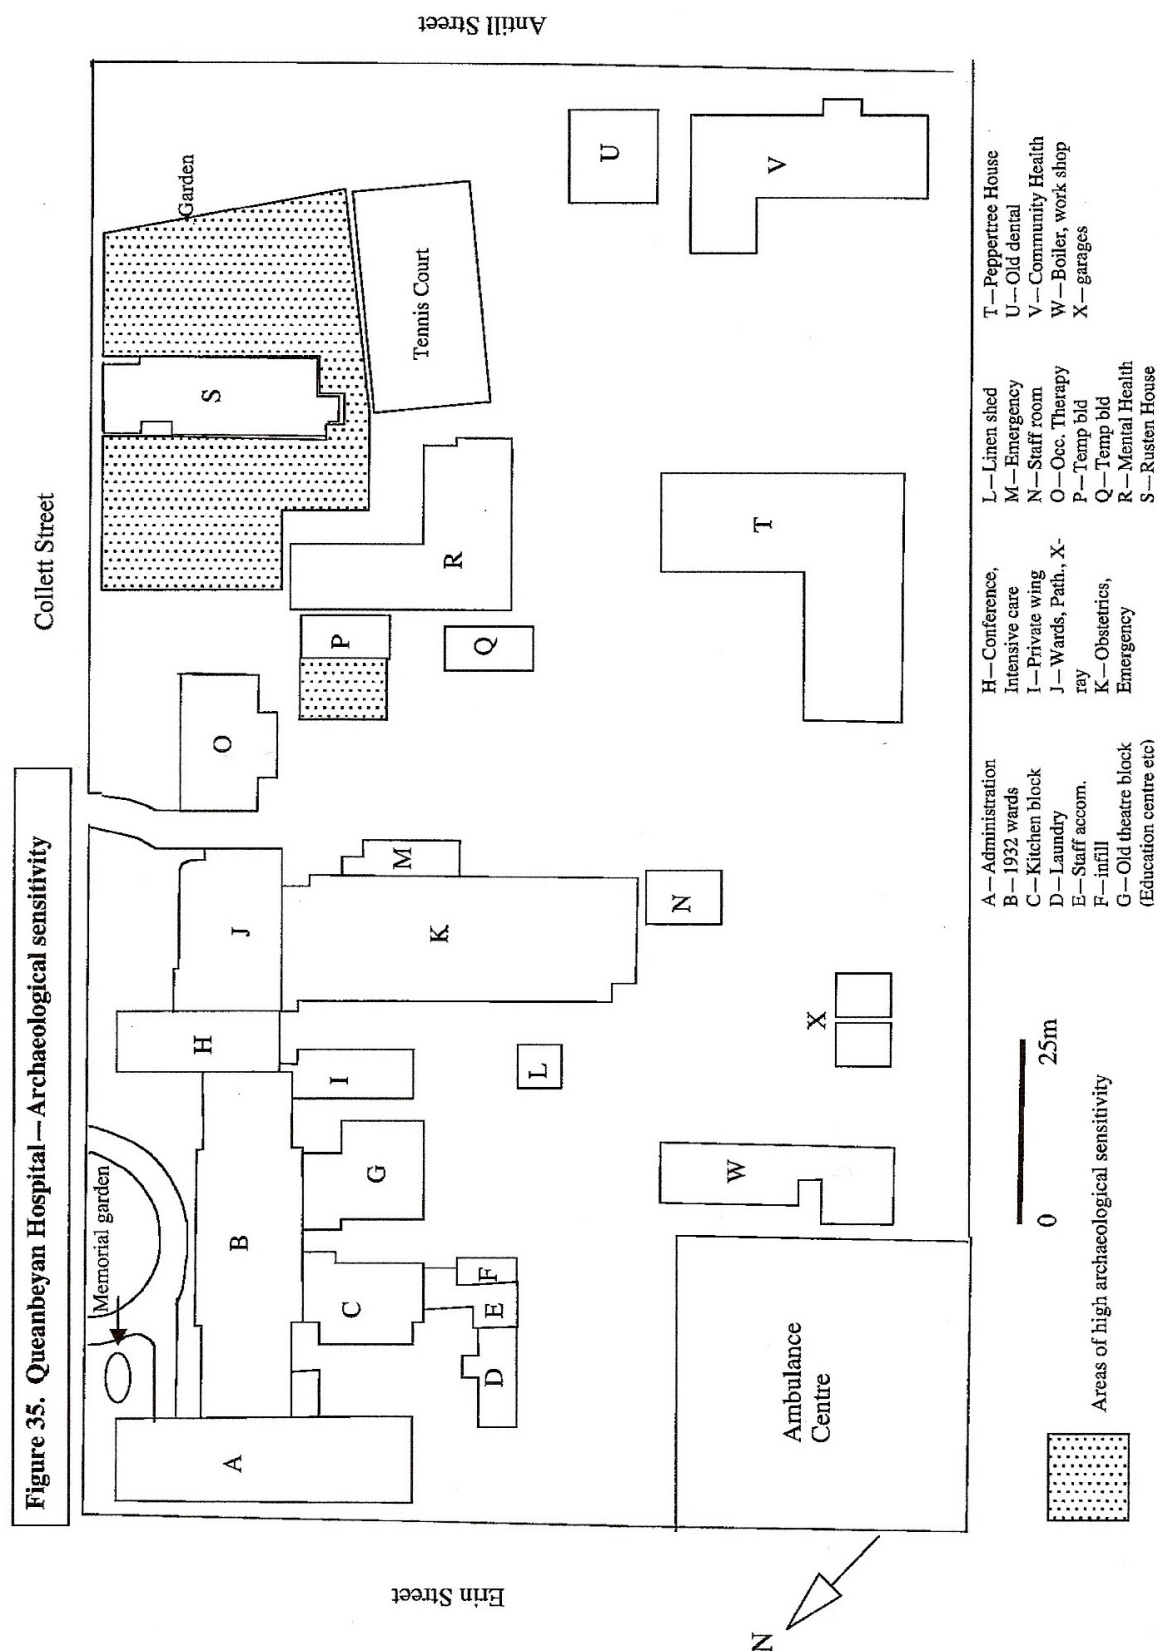 Figure 35. Queanbeyan Hospital—Archaeological sensitivity
Collett Street
Erin Street
Antill Street
Memorial garden
Garden
Tennis Court
Ambulance
Centre
A
B
C
D
E
F
G
H
I
J
K
L
M
N
O
P
Q
R
S
T
U
V
W
X
N
0
25m
Areas of high archaeological sensitivity
A—Administration
B—1932 wards
C—Kitchen block
D—Laundry
E—Staff accom.
F—infill
G—Old theatre block
(Education centre etc)
H—Conference,
Intensive care
I—Private wing
J—Wards, Path., X-
ray
K—Obstetrics,
Emergency
L—Linen shed
M—Emergency
N—Staff room
O—Occ. Therapy
P—Temp bld
Q—Temp bld
R—Mental Health
S—Rusten House
T—Peppertree House
U—Old dental
V—Community Health
W—Boiler, work shop
X—garages